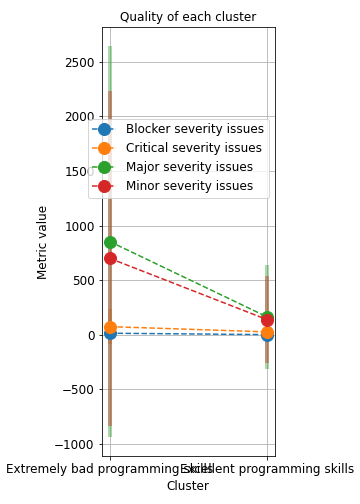 Quality of each cluster
2500
2000
Blocker severity issues
Critical severity issues
Major severity issues
1500
Minor severity issues
1000
500
0
−500
−1000
Metric value
Extremely bad programming skills
Excellent programming skills
Cluster